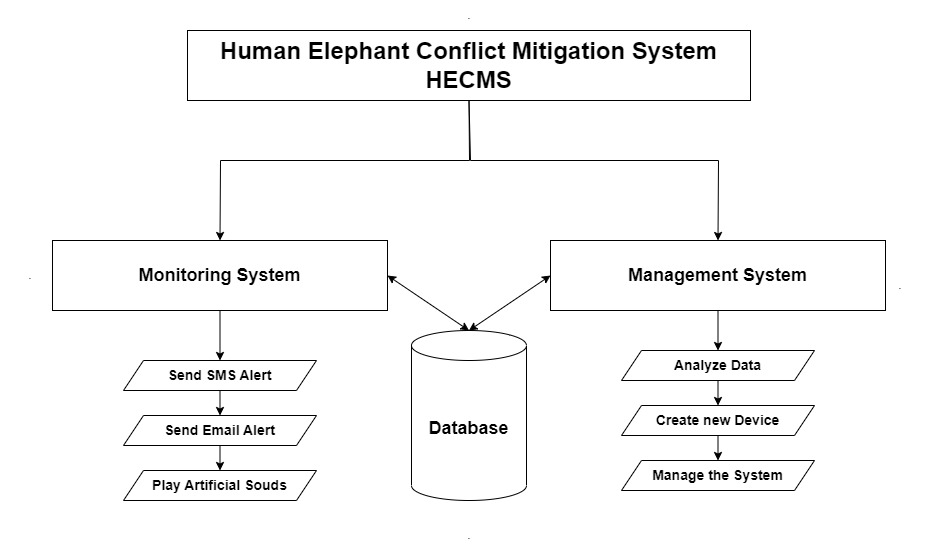 Human Elephant Conflict Mitigation System
HECMS
Monitoring System
Management System
Send SMS Alert
Send Email Alert
Play Artificial Souds
Database
Analyze Data
Create new Device
Manage the System